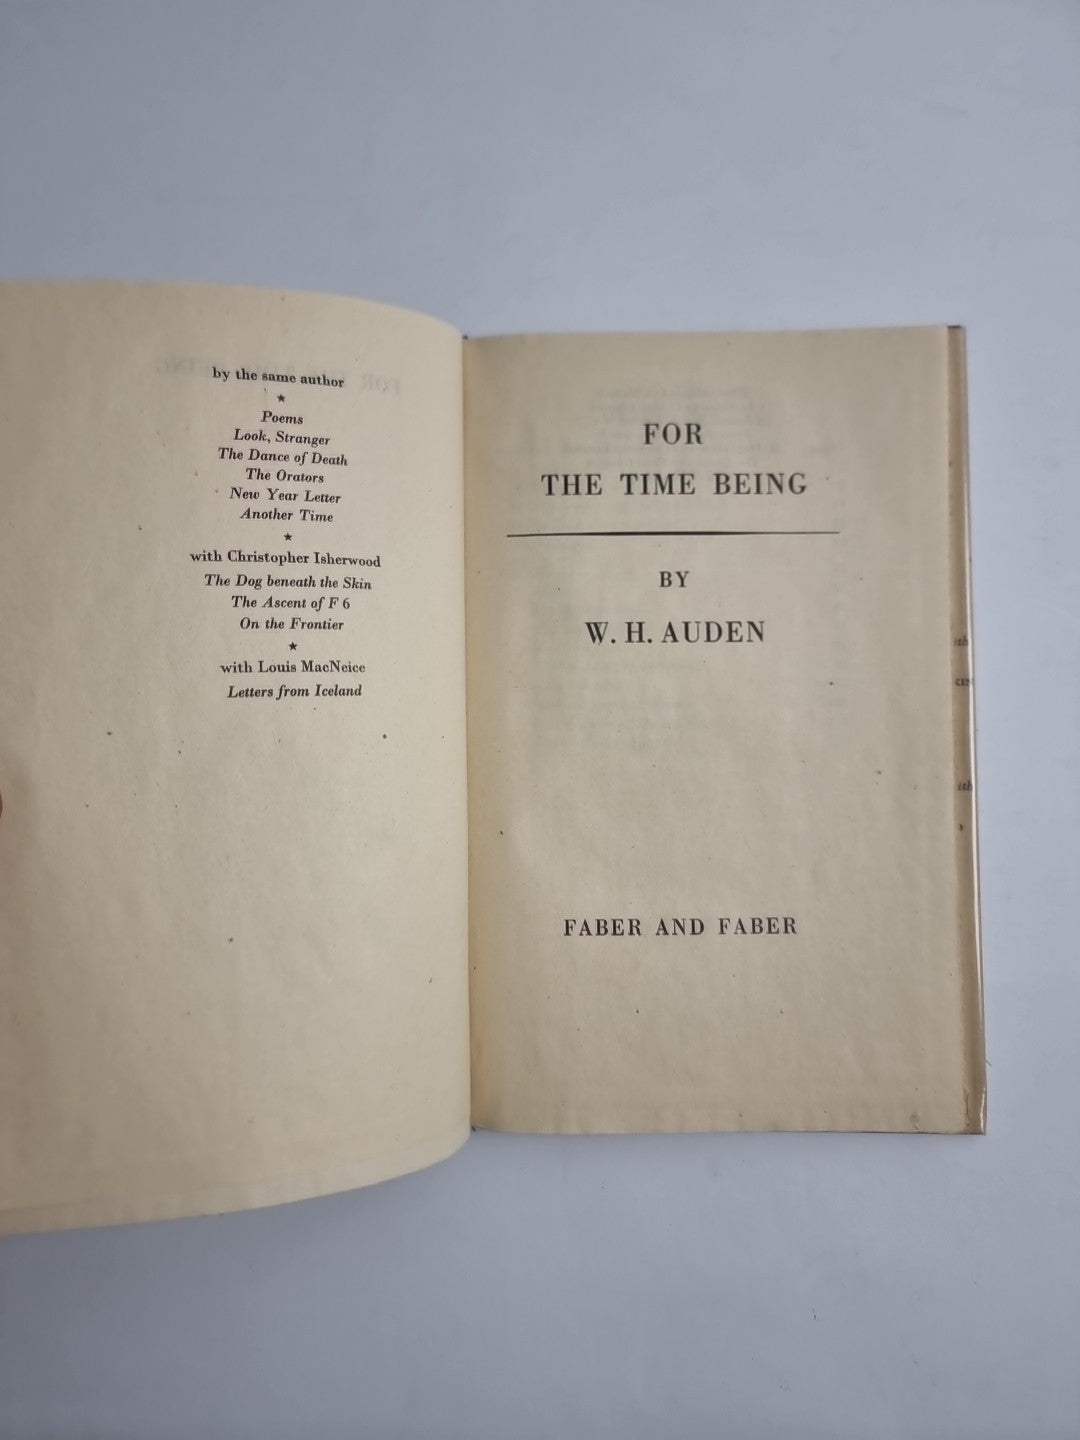 by the same author
★
Poems
Look, Stranger
The Dance of Death
The Orators
New Year Letter
Another Time
★
with Christopher Isherwood
The Dog beneath the Skin
The Ascent of F 6
On the Frontier
★
with Louis MacNeice
Letters from Iceland
FOR
THE TIME BEING
BY
W. H. AUDEN
FABER AND FABER